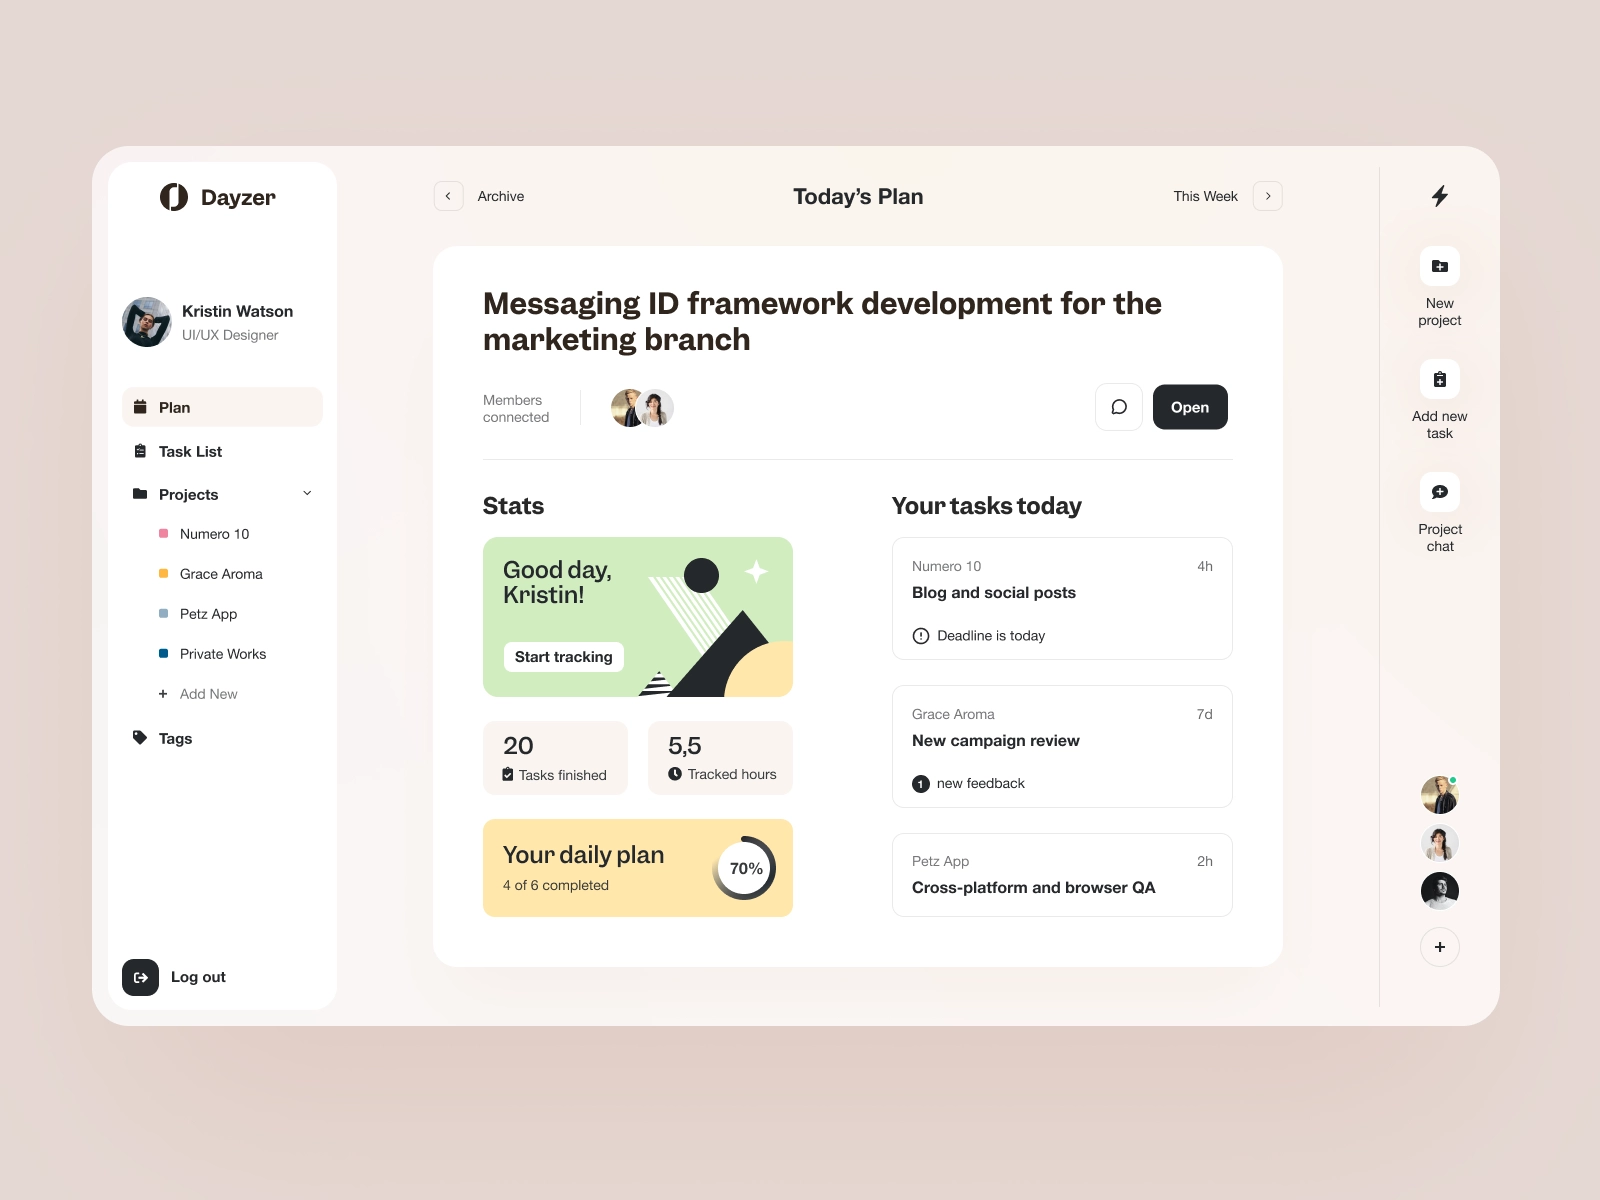 Dayzer
Kristin Watson
UI/UX Designer
Plan
Task List
Projects
Numero 10
Grace Aroma
Petz App
Private Works
+ Add New
Tags
Log out
Archive
Today's Plan
This Week
Messaging ID framework development for the
marketing branch
Members
connected
Open
Stats
Good day,
Kristin!
Start tracking
20
Tasks finished
5,5
Tracked hours
Your daily plan
4 of 6 completed
70%
Your tasks today
Numero 10
4h
Blog and social posts
Deadline is today
Grace Aroma
7d
New campaign review
1 new feedback
Petz App
2h
Cross-platform and browser QA
New
project
Add new
task
Project
chat
+